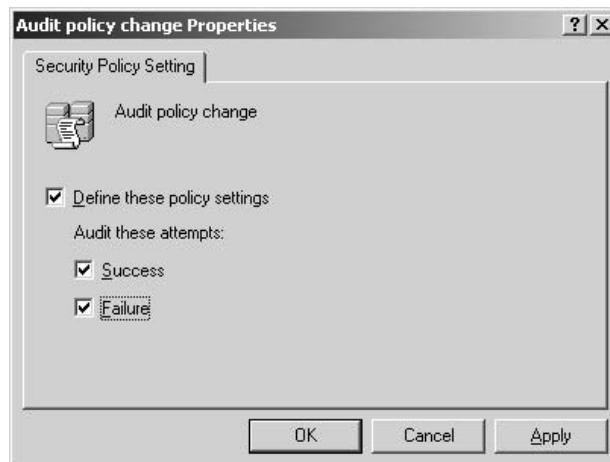 Audit policy change Properties
Security Policy Setting
Audit policy change
Define these policy settings
Audit these attempts:
Success
Failure
OK Cancel Apply